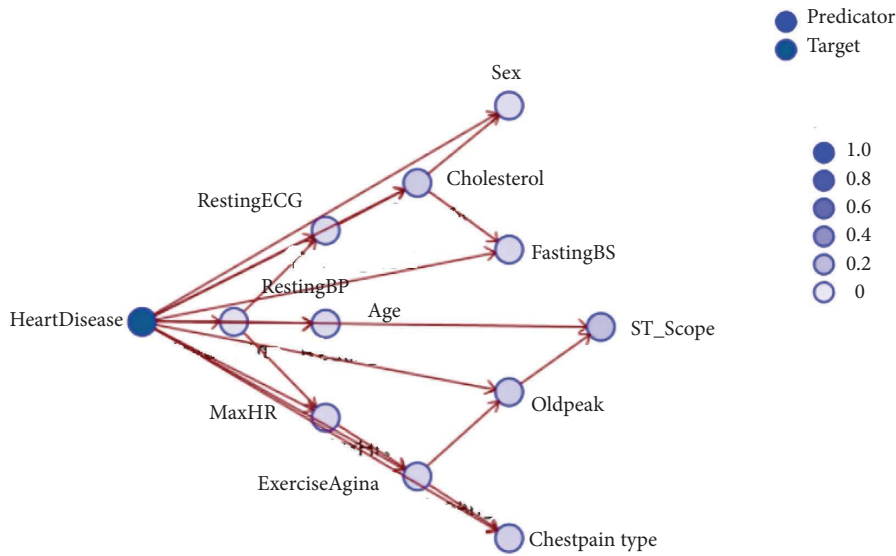 Predicator
Target
Sex
1.0
0.8
0.6
0.4
0.2
0
Cholesterol
RestingECG
FastingBS
RestingBP
Age
HeartDisease
ST_Scope
Oldpeak
MaxHR
ExerciseAgina
Chestpain type